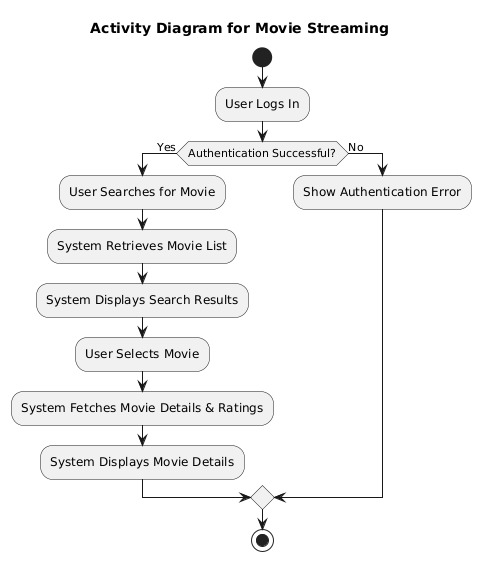 Activity Diagram for Movie Streaming
User Logs In
Authentication Successful?
Yes
No
User Searches for Movie
Show Authentication Error
System Retrieves Movie List
System Displays Search Results
User Selects Movie
System Fetches Movie Details & Ratings
System Displays Movie Details